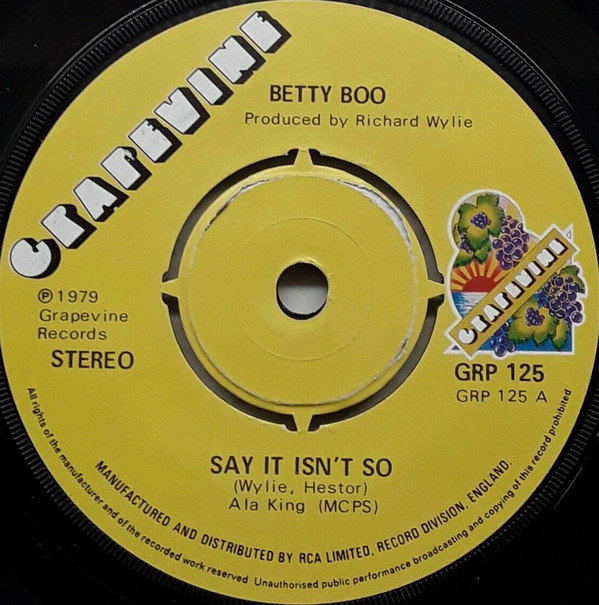 GRAPEVINE
BETTY BOO
Produced by Richard Wylie
℗ 1979
Grapevine
Records
STEREO
GRAPEVINE
GRP 125
GRP 125 A
SAY IT ISN'T SO
(Wylie, Hestor)
Ala King (MCPS)
MANUFACTURED AND DISTRIBUTED BY RCA LIMITED, RECORD DIVISION, ENGLAND.
All rights of the manufacturer and of the recorded work reserved Unauthorised public performance broadcasting and copying of this record prohibited